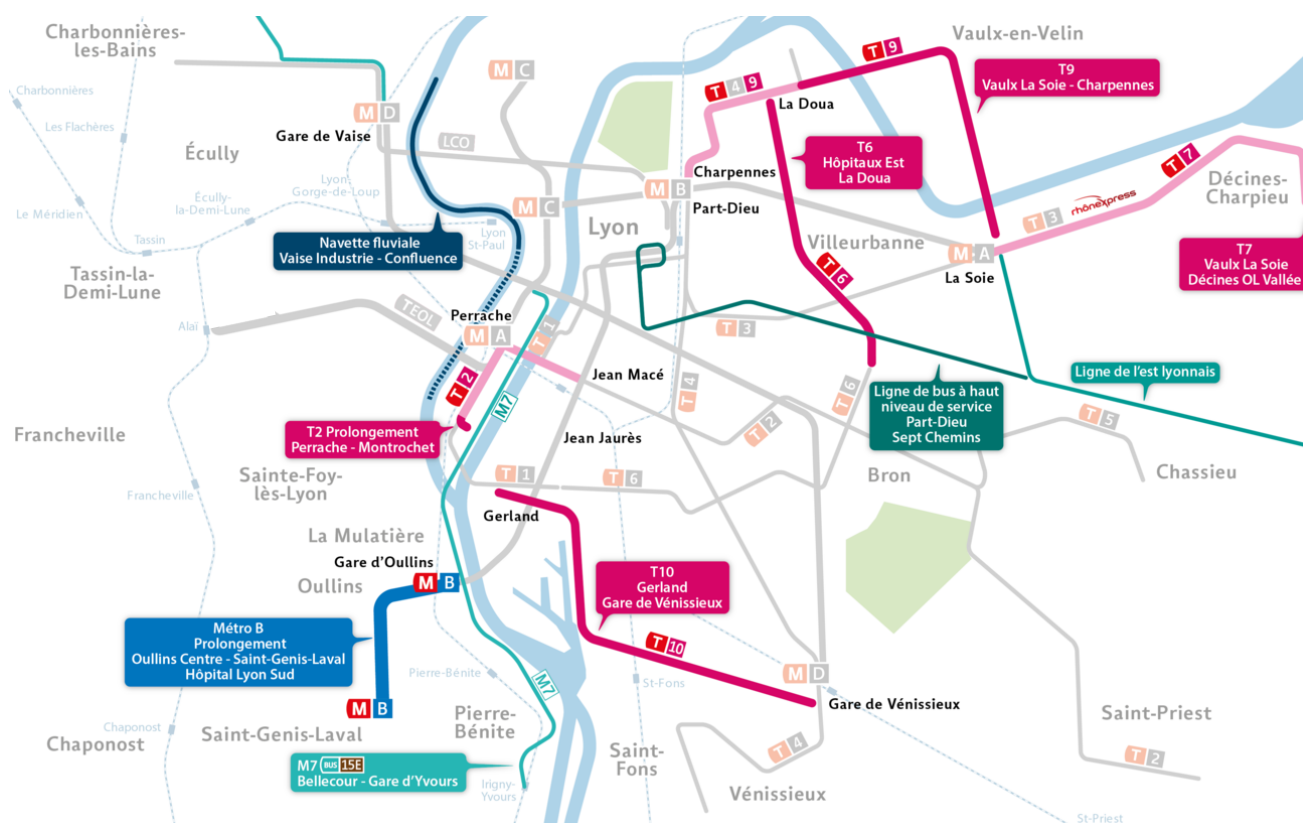 Charbonnières-
les-Bains
Charbonnières
Les Flachères
M D
Gare de Vaise
Écully
LCO
M C
Lyon-
Gorge-de-Loup
Écully-
la-Demi-Lune
Le Méridien
Tassin
Lyon
St-Paul
M C
Navette fluviale
Vaise Industrie - Confluence
Tassin-la-
Demi-Lune
Alaï
TEOL
Perrache
M A
T 1
T 2
M7
Lyon
T 4 9
La Doua
T 9
Vaulx-en-Velin
T9
Vaulx La Soie - Charpennes
T6
Hôpitaux Est
La Doua
Charpennes
M B
Part-Dieu
Villeurbanne
T 6
T 3
rhônexpress
T 7
Décines-
Charpieu
M A
La Soie
T7
Vaulx La Soie
Décines OL Vallée
T 3
Jean Macé
T 4
T 6
Ligne de bus à haut
niveau de service
Part-Dieu
Sept Chemins
Ligne de l'est lyonnais
T 2
T 5
Jean Jaurès
Francheville
T2 Prolongement
Perrache - Montrochet
Sainte-Foy-
lès-Lyon
T 1
T 6
Bron
Chassieu
Francheville
Gerland
La Mulatière
Gare d'Oullins
M B
Oullins
T10
Gerland
Gare de Vénissieux
Métro B
Prolongement
Oullins Centre - Saint-Genis-Laval
Hôpital Lyon Sud
T 10
Pierre-Bénite
M7
St-Fons
M D
Gare de Vénissieux
M B
Saint-Genis-Laval
Chaponost
Chaponost
Pierre-
Bénite
Saint-Priest
M7 BUS 15E
Bellecour - Gare d'Yvours
Irigny-
Yvours
Saint-
Fons
T 4
T 2
Vénissieux
St-Priest